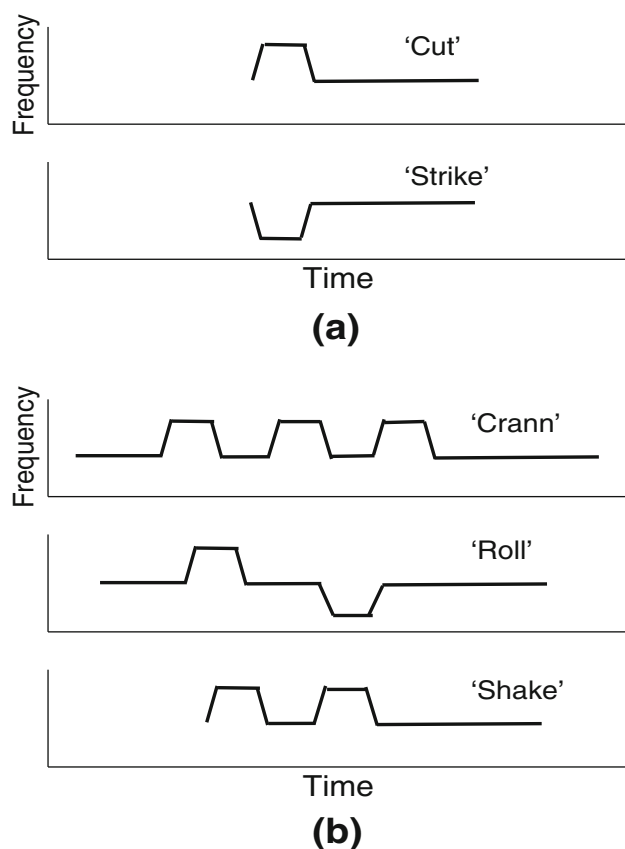 Frequency
‘Cut’
‘Strike’
Time
(a)
Frequency
‘Crann’
‘Roll’
‘Shake’
Time
(b)